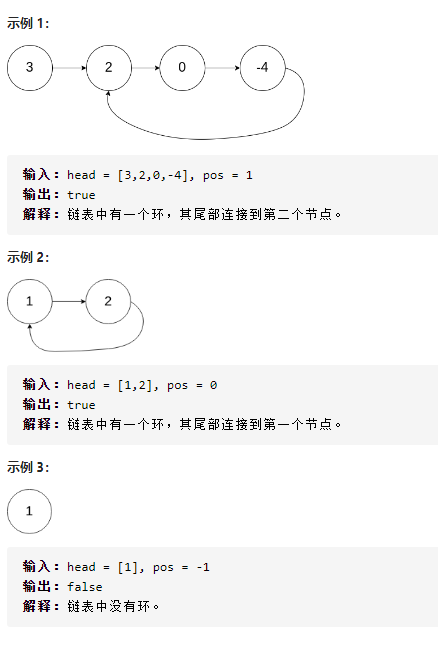 示例 1:
3 2 0 -4
输入：head = [3,2,0,-4], pos = 1
输出：true
解释：链表中有一个环，其尾部连接到第二个节点。
示例 2:
1 2
输入：head = [1,2], pos = 0
输出：true
解释：链表中有一个环，其尾部连接到第一个节点。
示例 3:
1
输入：head = [1], pos = -1
输出：false
解释：链表中没有环。